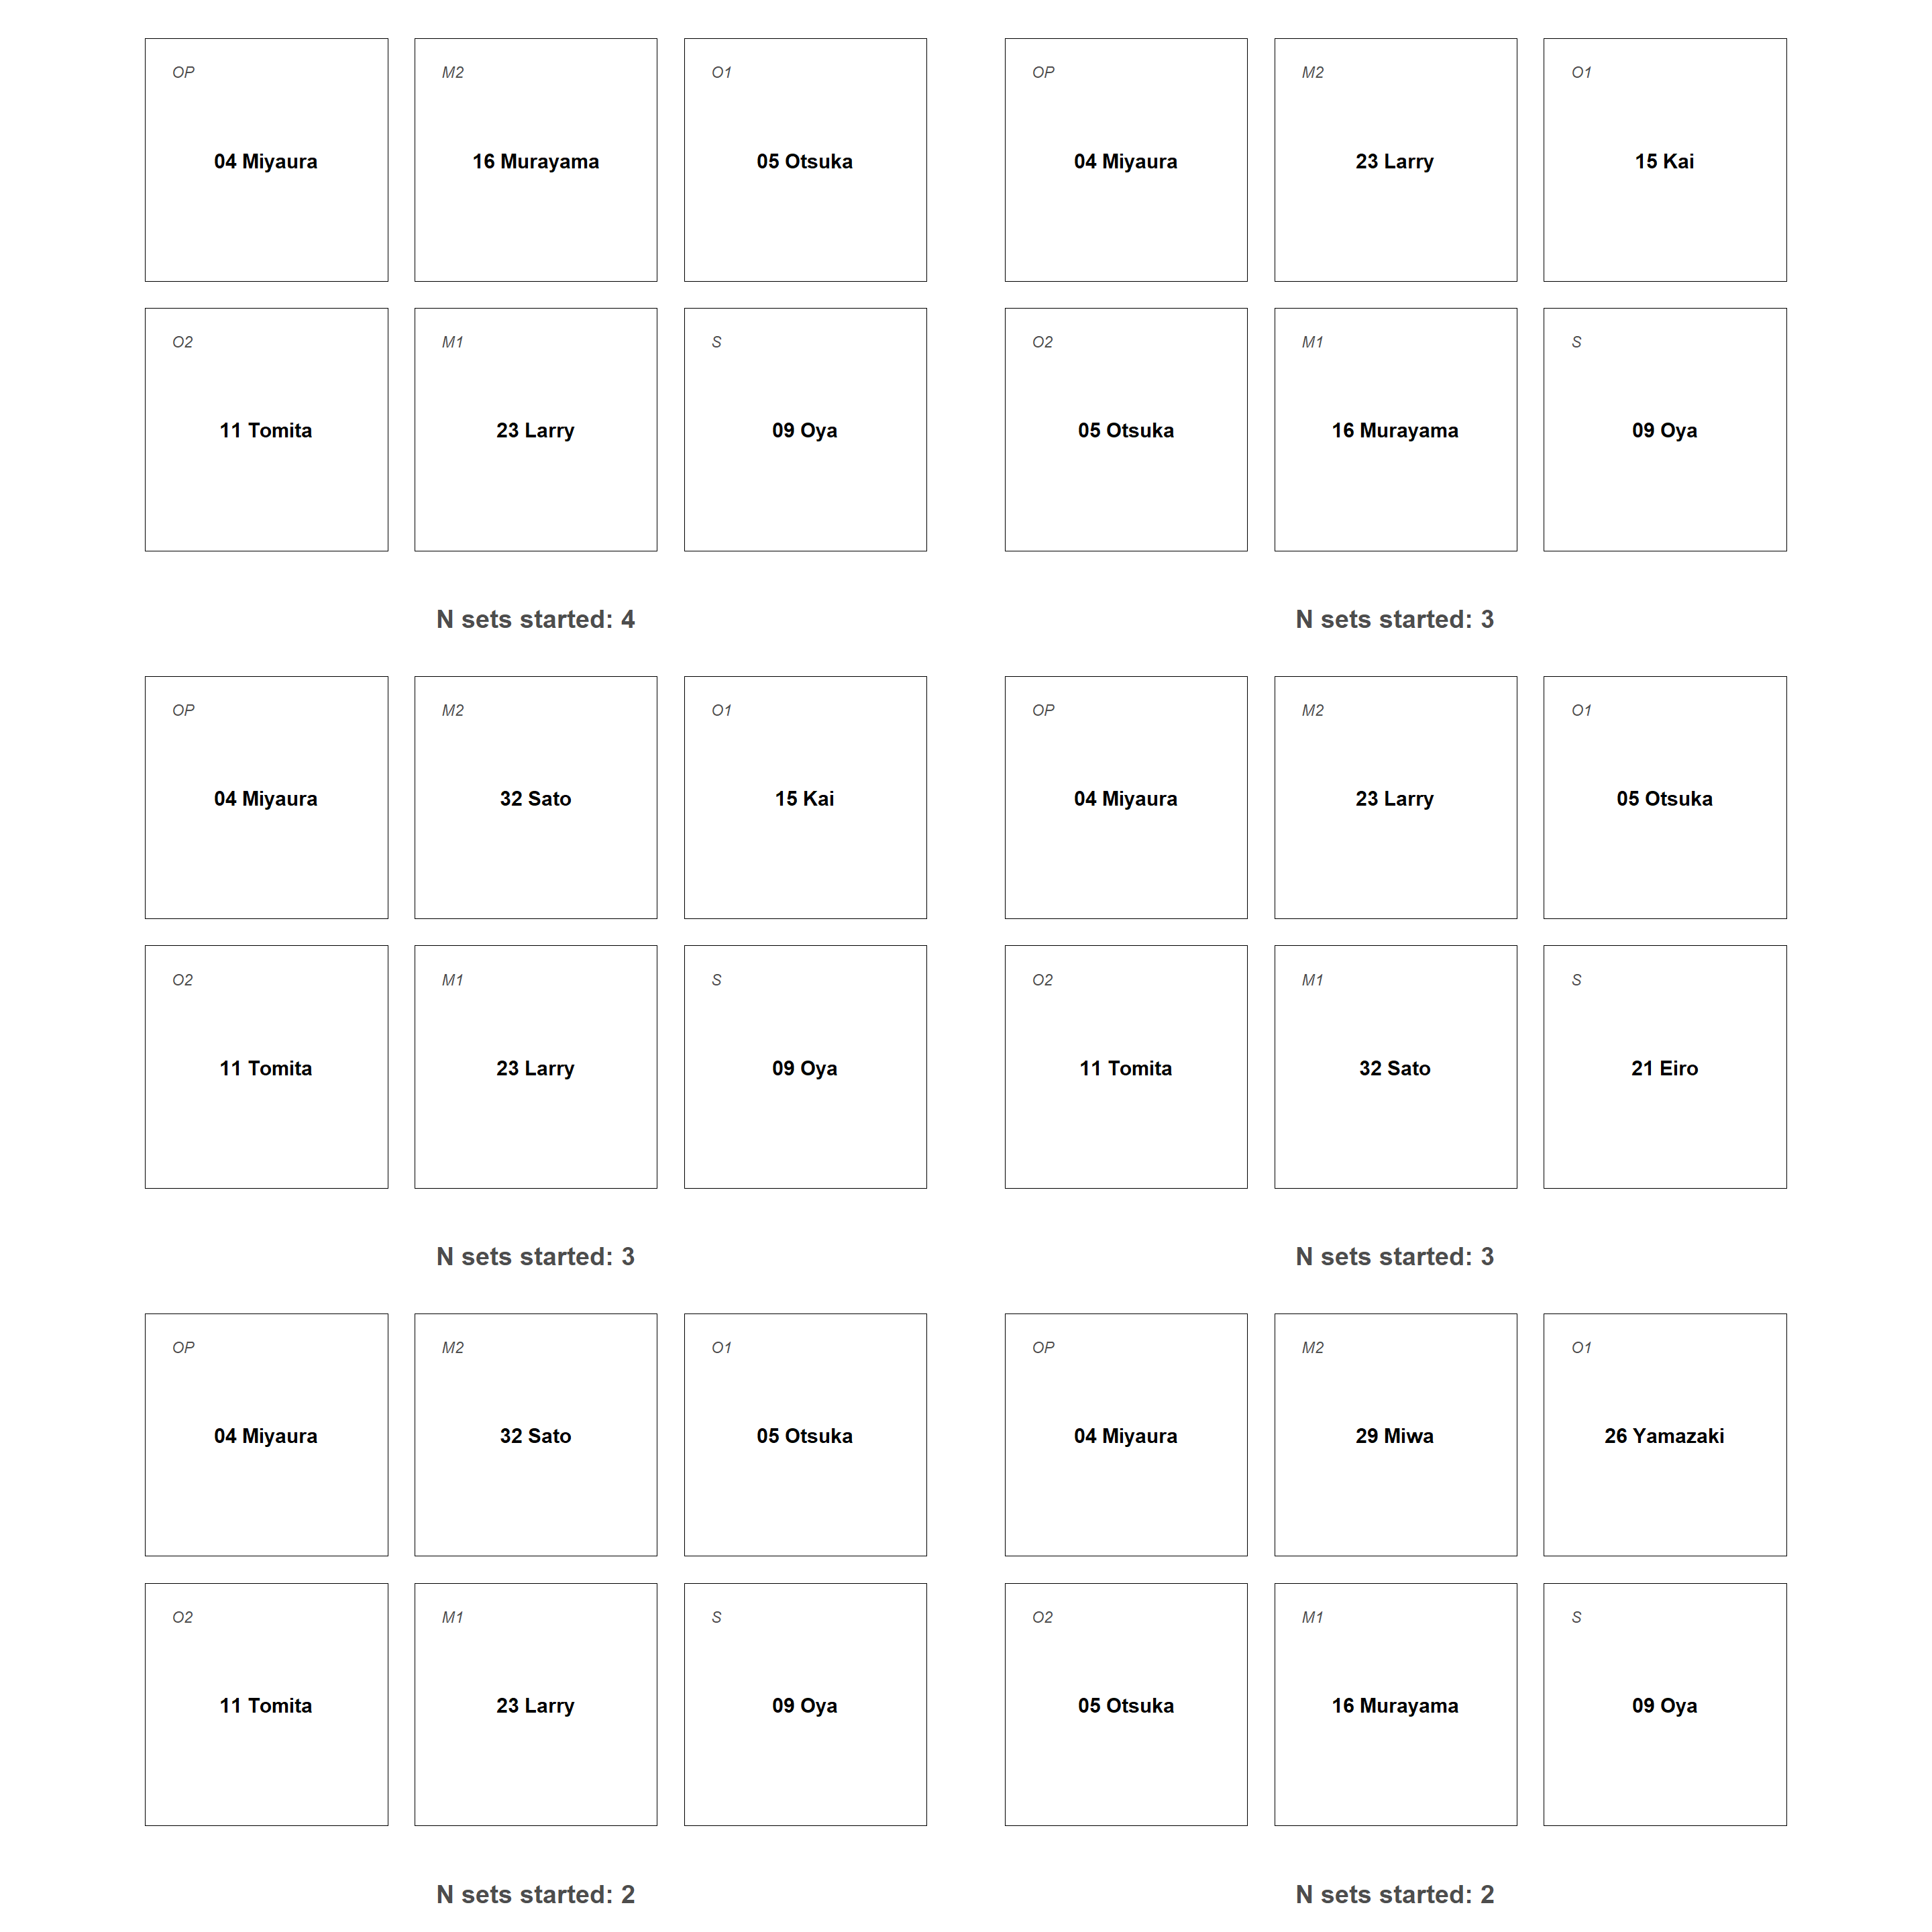 OP M2 O1
04 Miyaura 16 Murayama 05 Otsuka
O2 M1 S
11 Tomita 23 Larry 09 Oya
N sets started: 4
OP M2 O1
04 Miyaura 23 Larry 15 Kai
O2 M1 S
05 Otsuka 16 Murayama 09 Oya
N sets started: 3
OP M2 O1
04 Miyaura 32 Sato 15 Kai
O2 M1 S
11 Tomita 23 Larry 09 Oya
N sets started: 3
OP M2 O1
04 Miyaura 23 Larry 05 Otsuka
O2 M1 S
11 Tomita 32 Sato 21 Eiro
N sets started: 3
OP M2 O1
04 Miyaura 32 Sato 05 Otsuka
O2 M1 S
11 Tomita 23 Larry 09 Oya
N sets started: 2
OP M2 O1
04 Miyaura 29 Miwa 26 Yamazaki
O2 M1 S
05 Otsuka 16 Murayama 09 Oya
N sets started: 2